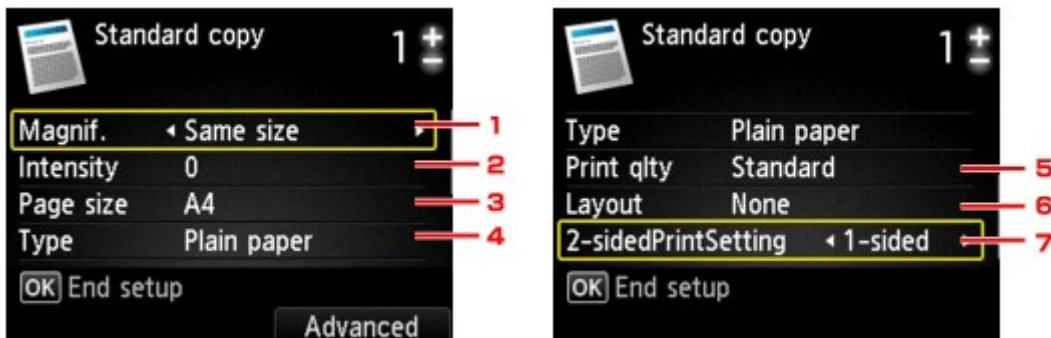 Standard copy 1 + -
Magnif. Same size 1
Intensity 0 2
Page size A4 3
Type Plain paper 4
OK End setup
Advanced
Standard copy 1 + -
Type Plain paper
Print qlty Standard 5
Layout None 6
2-sidedPrintSetting 1-sided 7
OK End setup